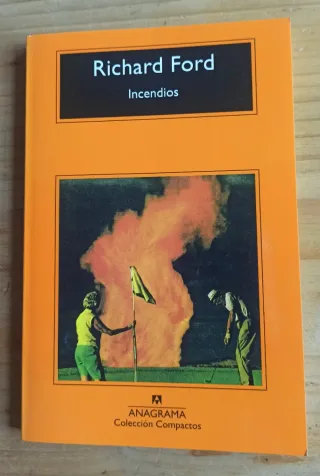 Richard Ford
Incendios
ANAGRAMA
Colección Compactos